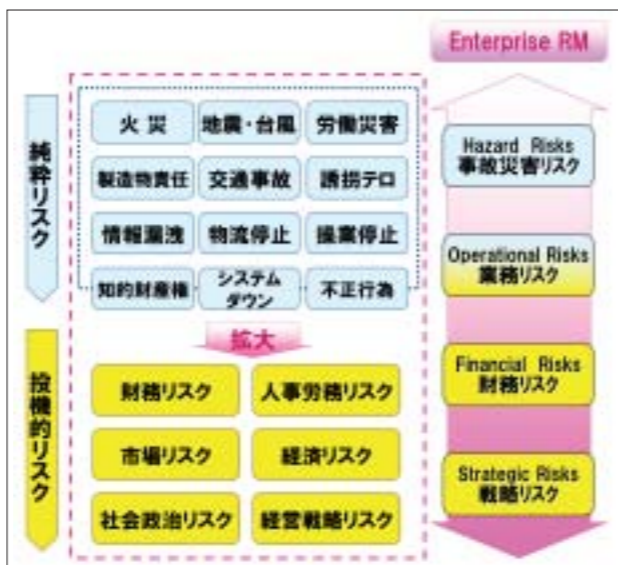 Enterprise RM
純粋リスク
火災
地震・台風
労働災害
製造物責任
交通事故
誘拐テロ
情報漏洩
物流停止
操業停止
知的財産権
システム
ダウン
不正行為
拡大
投機的リスク
財務リスク
人事労務リスク
市場リスク
経済リスク
社会政治リスク
経営戦略リスク
Hazard Risks
事故災害リスク
Operational Risks
業務リスク
Financial Risks
財務リスク
Strategic Risks
戦略リスク